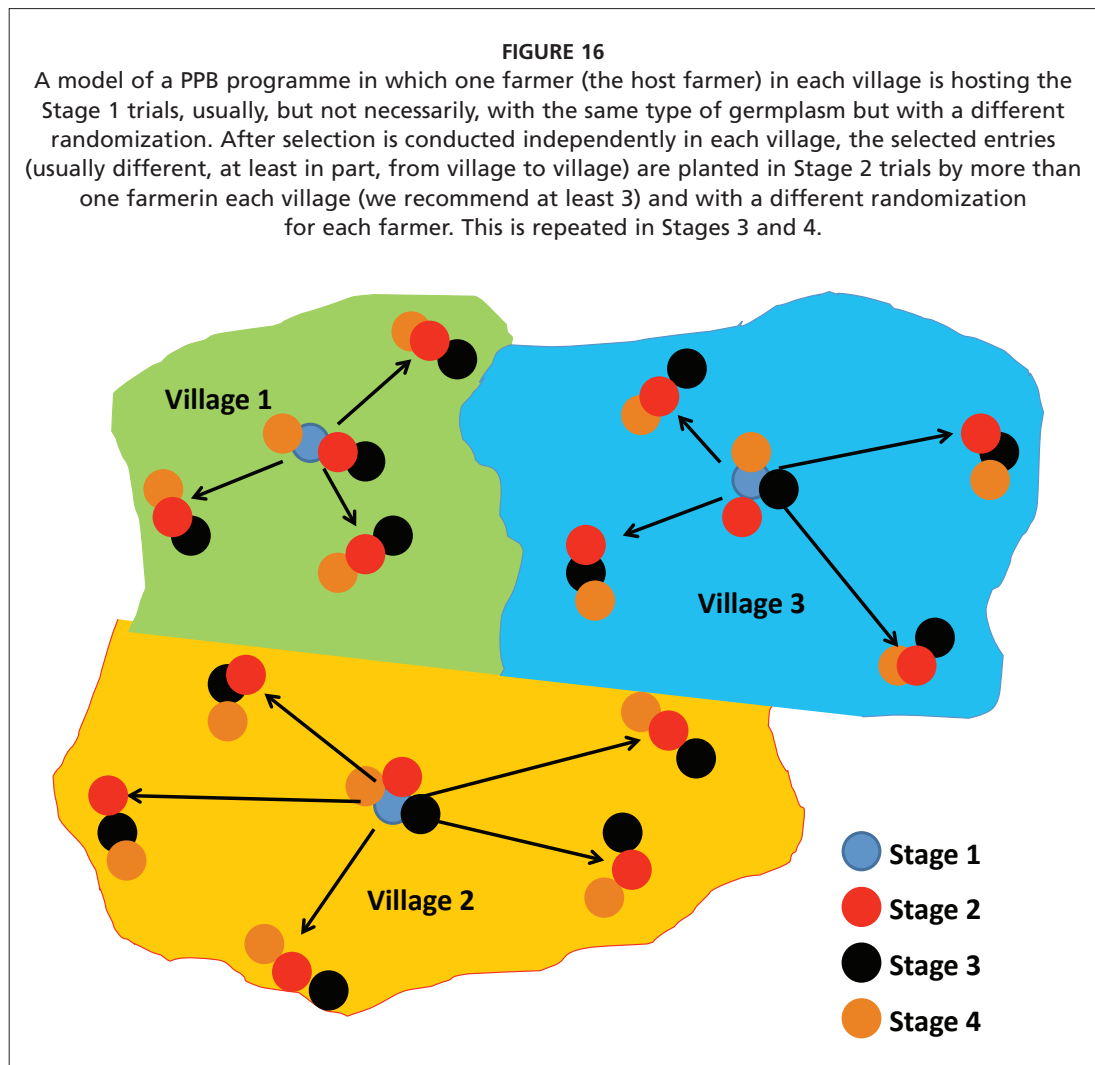 FIGURE 16
A model of a PPB programme in which one farmer (the host farmer) in each village is hosting the
Stage 1 trials, usually, but not necessarily, with the same type of germplasm but with a different
randomization. After selection is conducted independently in each village, the selected entries
(usually different, at least in part, from village to village) are planted in Stage 2 trials by more than
one farmerin each village (we recommend at least 3) and with a different randomization
for each farmer. This is repeated in Stages 3 and 4.
Village 1
Village 3
Village 2
Stage 1
Stage 2
Stage 3
Stage 4